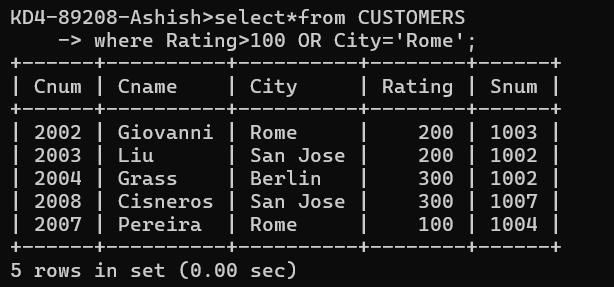 KD4-89208-Ashish>select*from CUSTOMERS
    -> where Rating>100 OR City='Rome';
+------+----------+----------+--------+------+
| Cnum | Cname    | City     | Rating | Snum |
+------+----------+----------+--------+------+
| 2002 | Giovanni | Rome     |    200 | 1003 |
| 2003 | Liu      | San Jose |    200 | 1002 |
| 2004 | Grass    | Berlin   |    300 | 1002 |
| 2008 | Cisneros | San Jose |    300 | 1007 |
| 2007 | Pereira  | Rome     |    100 | 1004 |
+------+----------+----------+--------+------+
5 rows in set (0.00 sec)